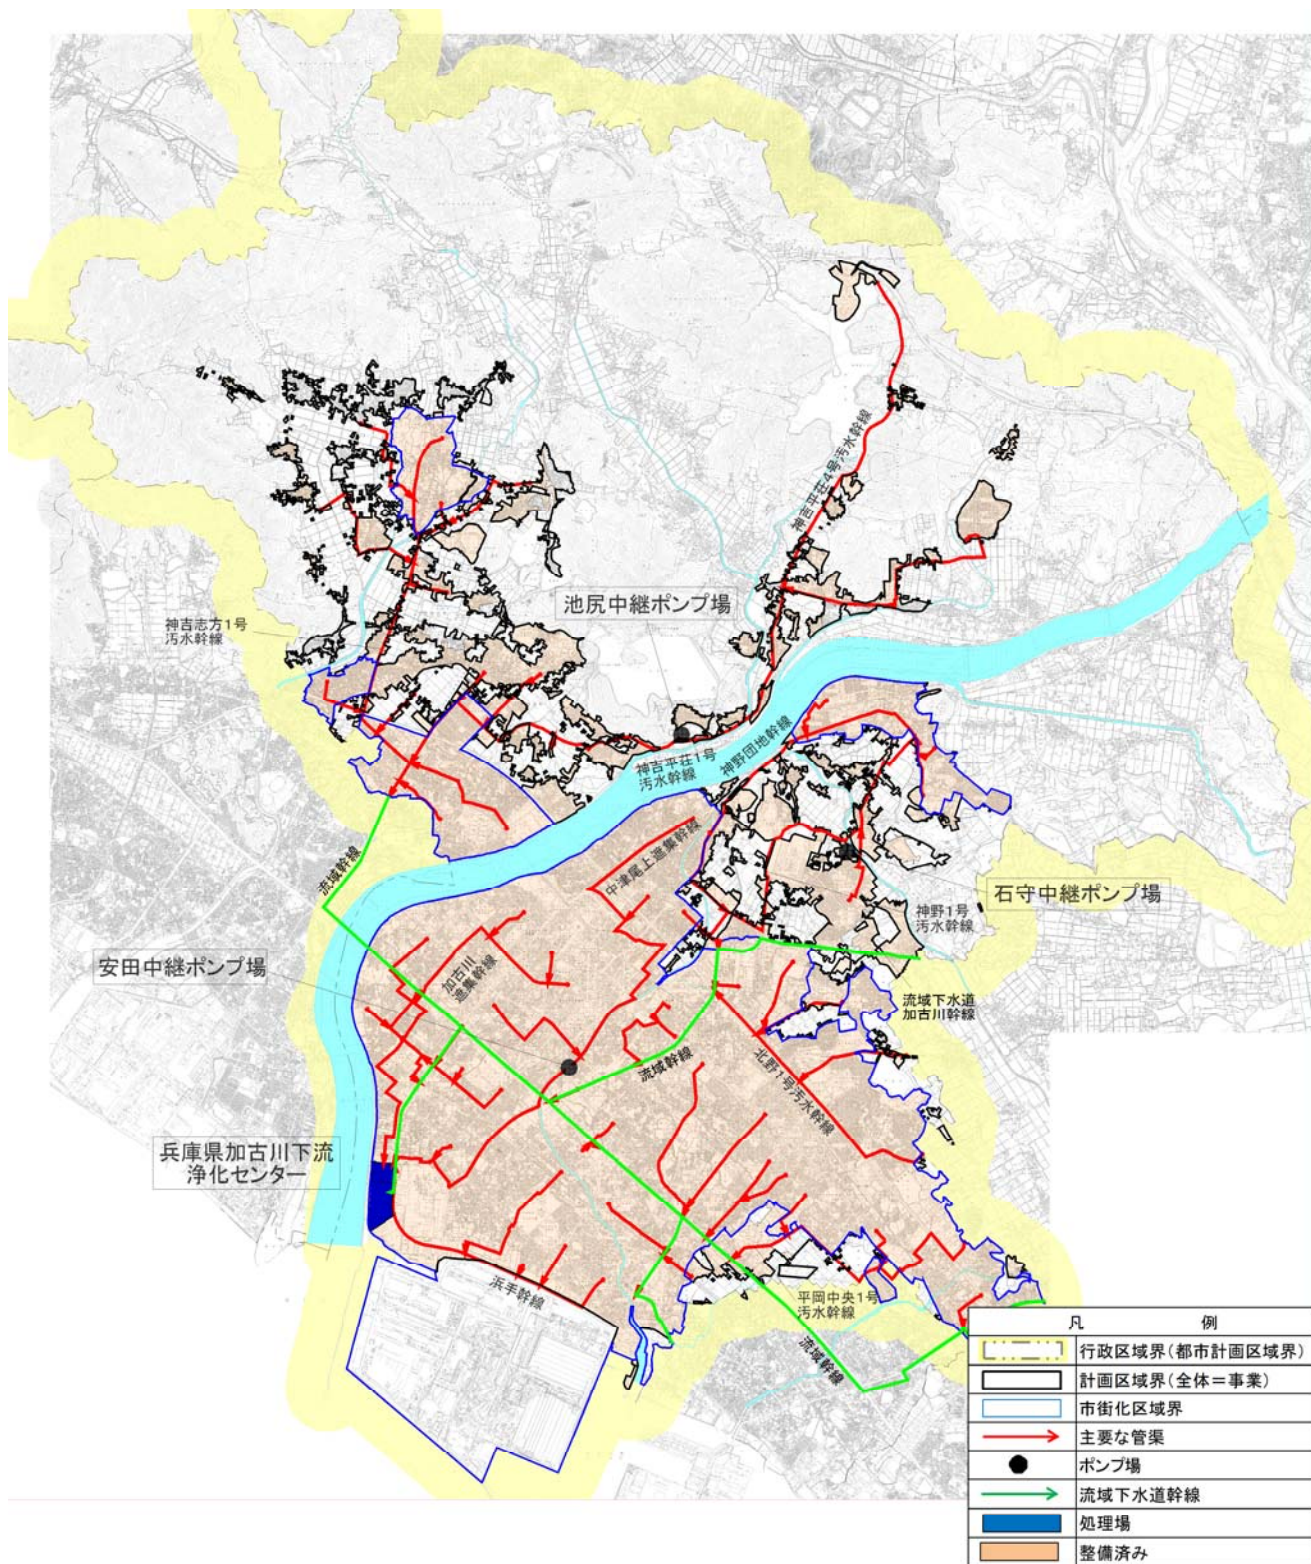 神吉平荘4号汚水幹線
池尻中継ポンプ場
神吉志方1号
汚水幹線
神野団地幹線
神吉平荘1号
汚水幹線
中津尾上遮集幹線
流域幹線
石守中継ポンプ場
神野1号
汚水幹線
安田中継ポンプ場
加古川
遮集幹線
流域下水道
加古川幹線
流域幹線
北野1号汚水幹線
兵庫県加古川下流
浄化センター
浜手幹線
平岡中央1号
汚水幹線
流域幹線
凡 例
行政区域界(都市計画区域界)
計画区域界(全体=事業)
市街化区域界
主要な管渠
ポンプ場
流域下水道幹線
処理場
整備済み